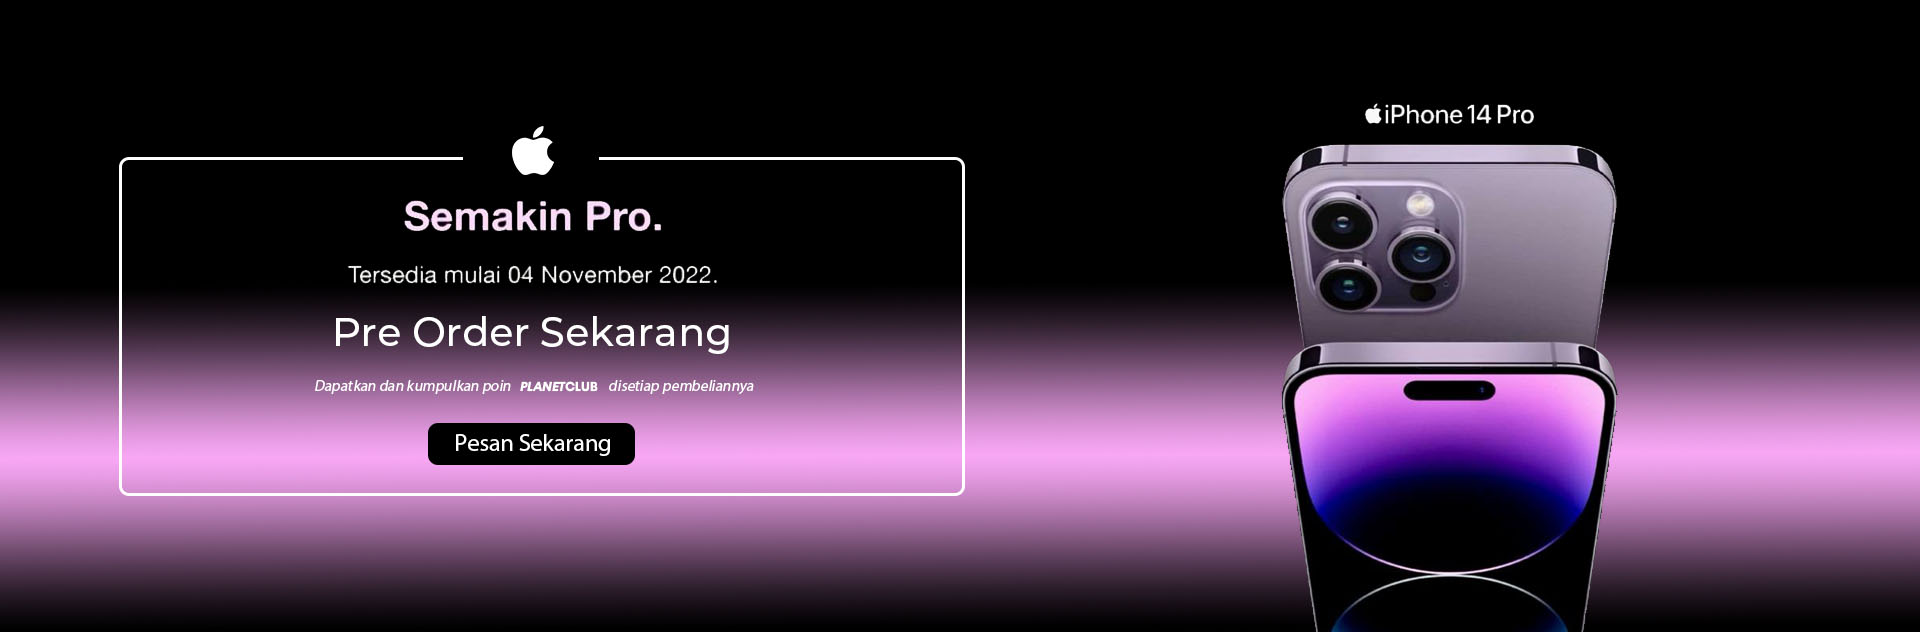 Semakin Pro.
Tersedia mulai 04 November 2022.
Pre Order Sekarang
Dapatkan dan kumpulkan poin PLANETCLUB disetiap pembeliannya
Pesan Sekarang
iPhone 14 Pro